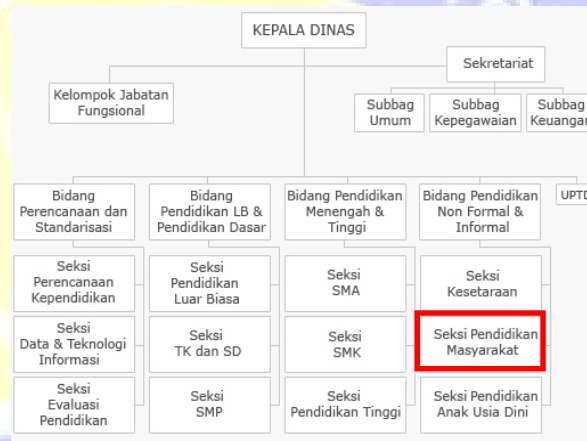 KEPALA DINAS
Sekretariat
Kelompok Jabatan
Fungsional
Subbag
Umum
Subbag
Kepegawaian
Subbag
Keuangan
Bidang
Perencanaan dan
Standarisasi
Bidang
Pendidikan LB &
Pendidikan Dasar
Bidang Pendidikan
Menengah &
Tinggi
Bidang Pendidikan
Non Formal &
Informal
UPTD
Seksi
Perencanaan
Kependidikan
Seksi
Pendidikan
Luar Biasa
Seksi
SMA
Seksi
Kesetaraan
Seksi
Data & Teknologi
Informasi
Seksi
TK dan SD
Seksi
SMK
Seksi Pendidikan
Masyarakat
Seksi
Evaluasi
Pendidikan
Seksi
SMP
Seksi
Pendidikan Tinggi
Seksi Pendidikan
Anak Usia Dini